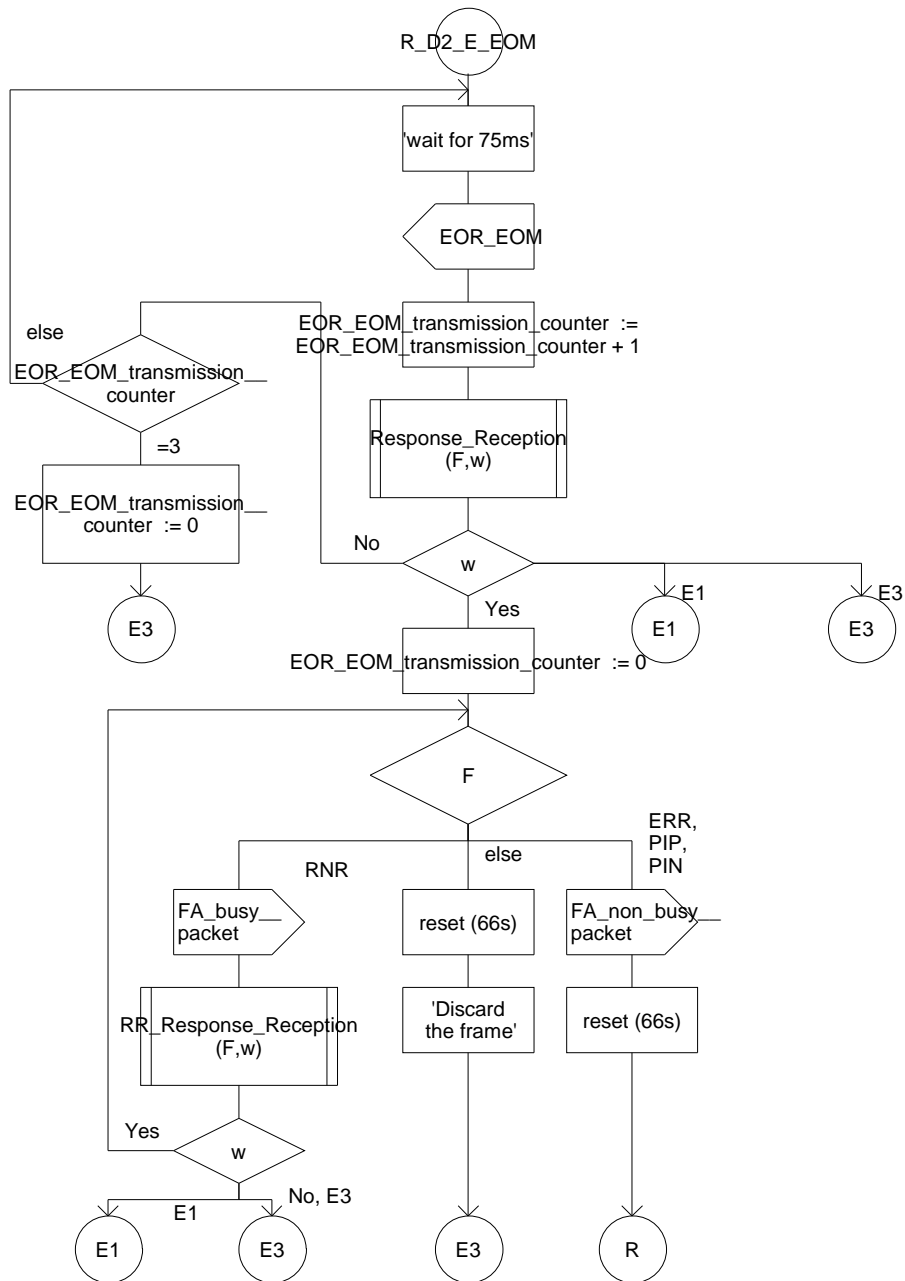 R_D2_E_EOM
'wait for 75ms'
EOR_EOM
EOR_EOM_transmission_counter :=
EOR_EOM_transmission_counter + 1
else
EOR_EOM_transmission__
counter
=3
Response_Reception
(F,w)
EOR_EOM_transmission__
counter := 0
No
w
E1
E3
Yes
E3
E1
E3
EOR_EOM_transmission_counter := 0
F
ERR,
PIP,
PIN
else
RNR
FA_busy__
packet
reset (66s)
FA_non_busy__
packet
RR_Response_Reception
(F,w)
'Discard
the frame'
reset (66s)
Yes
w
No, E3
E1
E1
E3
E3
R